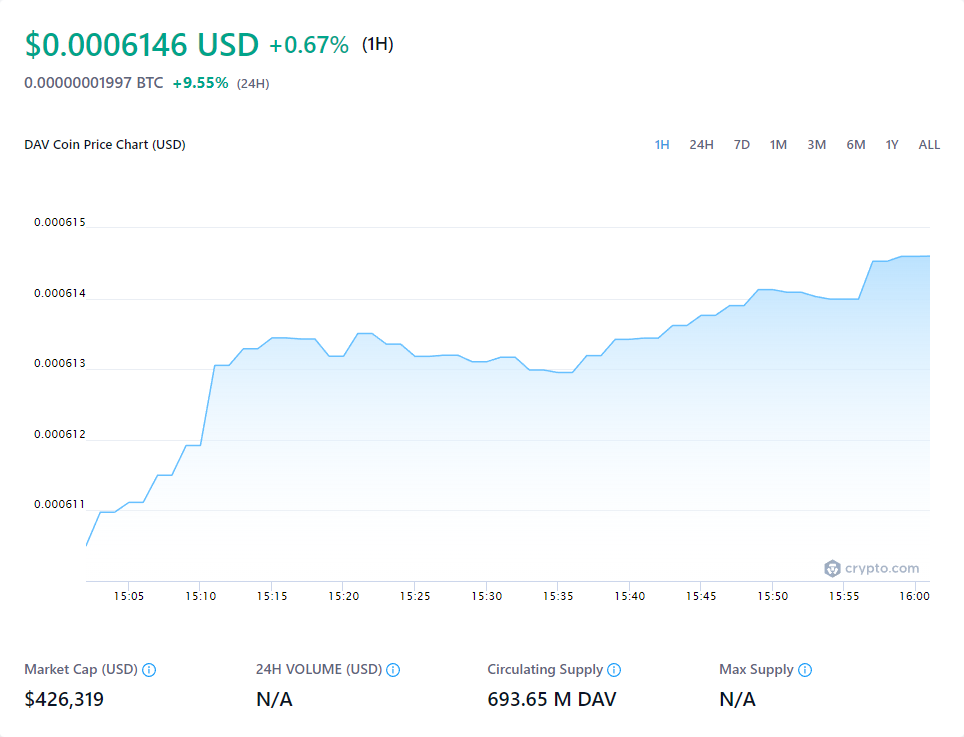 $0.0006146 USD +0.67% (1H)
0.00000001997 BTC +9.55% (24H)
DAV Coin Price Chart (USD)
1H 24H 7D 1M 3M 6M 1Y ALL
0.000615
0.000614
0.000613
0.000612
0.000611
crypto.com
15:05 15:10 15:15 15:20 15:25 15:30 15:35 15:40 15:45 15:50 15:55 16:00
Market Cap (USD) 24H VOLUME (USD) Circulating Supply Max Supply
$426,319 N/A 693.65 M DAV N/A